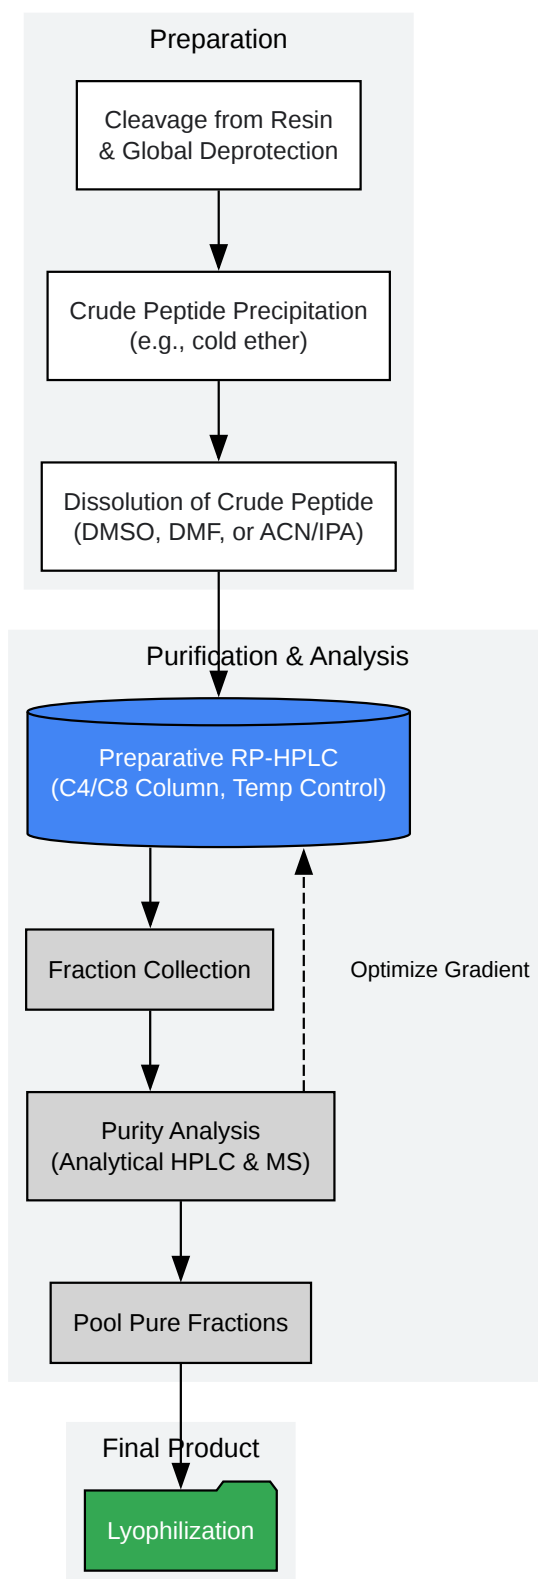 Preparation
Cleavage from Resin
& Global Deprotection
Crude Peptide Precipitation
(e.g., cold ether)
Dissolution of Crude Peptide
(DMSO, DMF, or ACN/IPA)
Purification & Analysis
Preparative RP-HPLC
(C4/C8 Column, Temp Control)
Fraction Collection
Optimize Gradient
Purity Analysis
(Analytical HPLC & MS)
Pool Pure Fractions
Final Product
Lyophilization